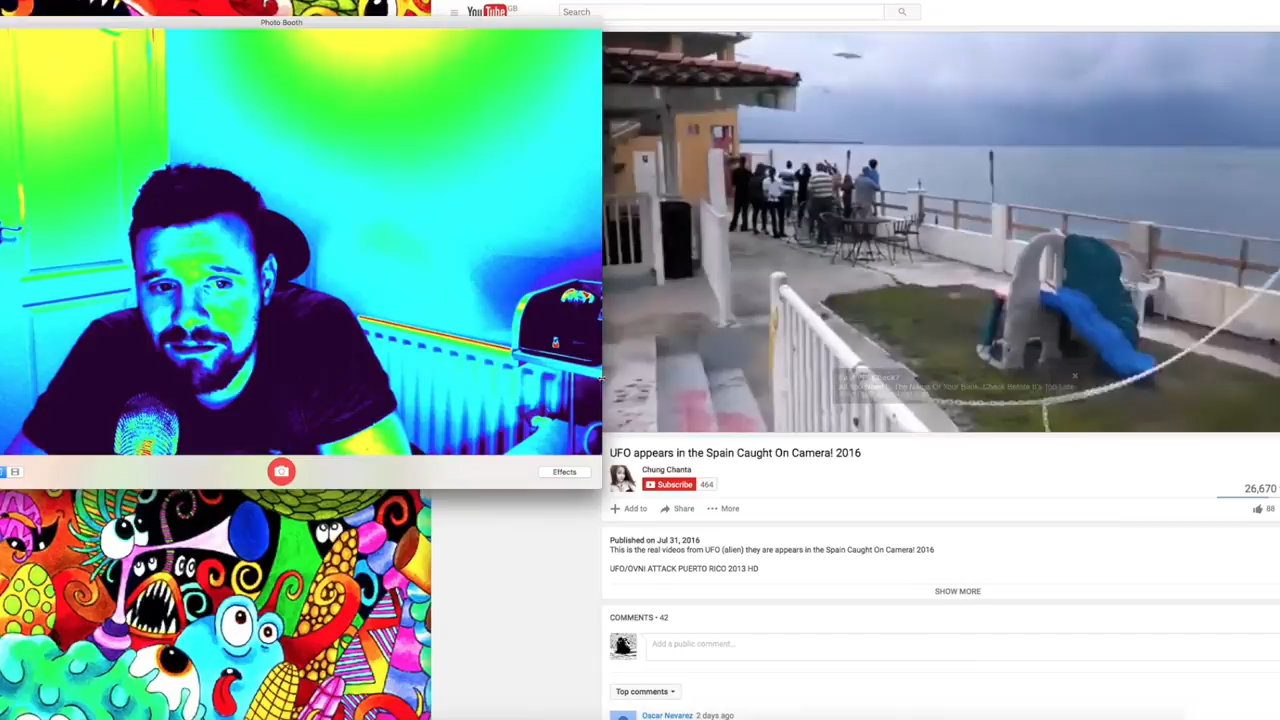 YouTube GB
Search
Photo Booth
Effects
UFO appears in the Spain Caught On Camera! 2016
Chung Chanta
Subscribe 464
26,670
Add to Share More
88
Published on Jul 31, 2016
This is the real videos from UFO (alien) they are appears in the Spain Caught On Camera! 2016
UFO/OVNI ATTACK PUERTO RICO 2013 HD
SHOW MORE
COMMENTS • 42
Add a public comment...
Top comments
Oscar Nevarez 2 days ago